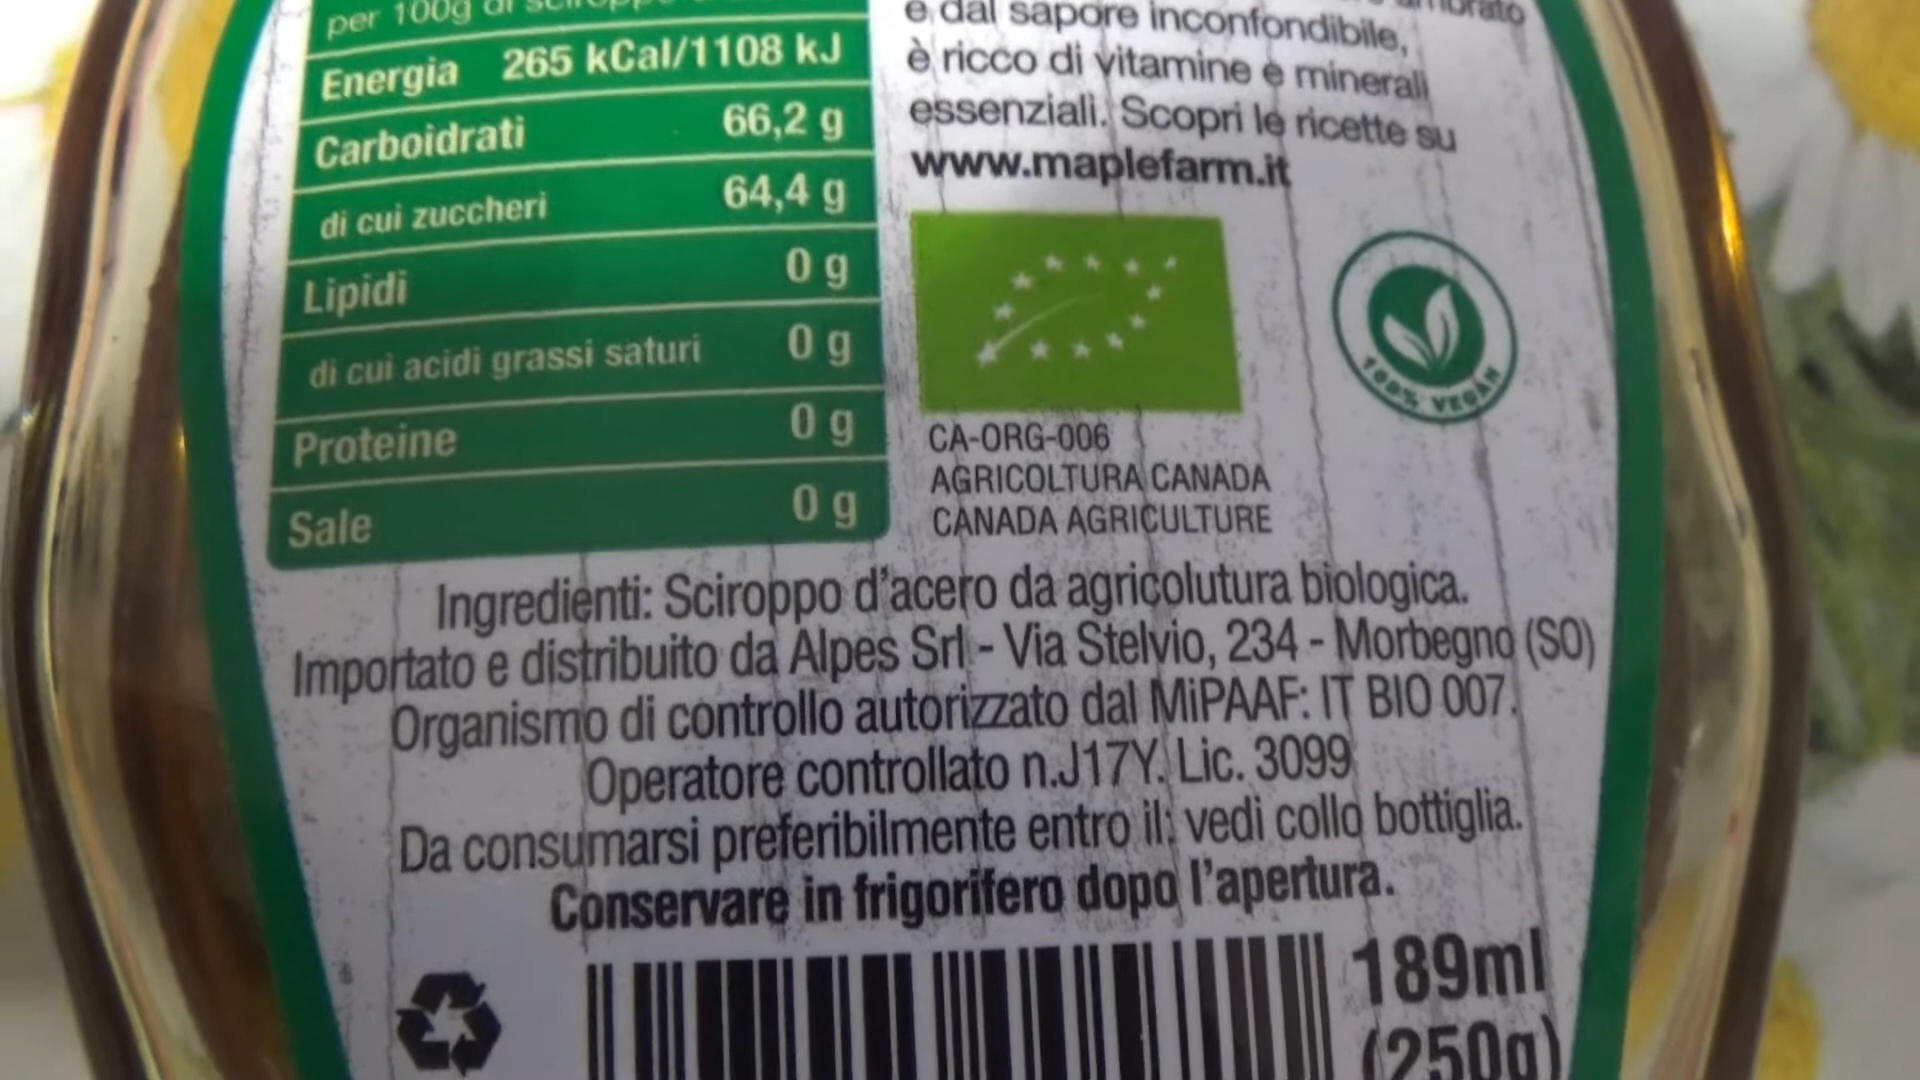 per 100g di
Energia 265 kCal/1108 kJ
Carboidrati 66,2 g
di cui zuccheri 64,4 g
Lipidi 0 g
di cui acidi grassi saturi 0 g
Proteine 0 g
Sale 0 g
e dal sapore inconfondibile,
è ricco di vitamine e minerali
essenziali. Scopri le ricette su
www.maplefarm.it
100% VEGAN
CA-ORG-006
AGRICOLTURA CANADA
CANADA AGRICULTURE
Ingredienti: Sciroppo d'acero da agricolutura biologica.
Importato e distribuito da Alpes Srl - Via Stelvio, 234 - Morbegno (SO)
Organismo di controllo autorizzato dal MiPAAF: IT BIO 007.
Operatore controllato n.J17Y. Lic. 3099
Da consumarsi preferibilmente entro il: vedi collo bottiglia.
Conservare in frigorifero dopo l'apertura.
189ml
(250g)